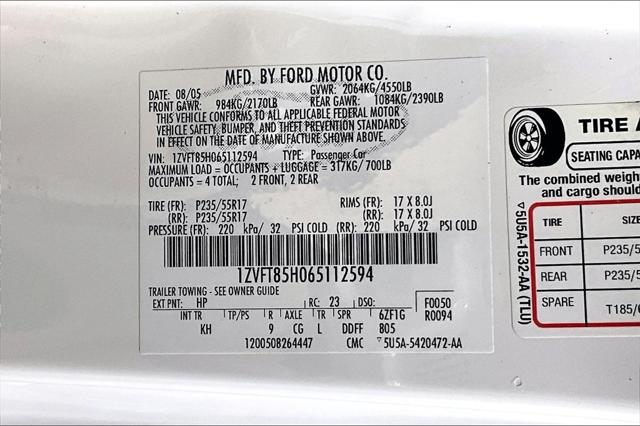 MFD. BY FORD MOTOR CO.
DATE: 08/05 GVWR: 2064KG/4550LB
FRONT GAWR: 984KG/2170LB REAR GAWR: 1084KG/2390LB
THIS VEHICLE CONFORMS TO ALL APPLICABLE FEDERAL MOTOR
VEHICLE SAFETY, BUMPER, AND THEFT PREVENTION STANDARDS
IN EFFECT ON THE DATE OF MANUFACTURE SHOWN ABOVE.
VIN: 1ZVFT85H065112594 TYPE: Passenger Car
MAXIMUM LOAD = OCCUPANTS + LUGGAGE = 317KG/700LB
OCCUPANTS = 4 TOTAL; 2 FRONT, 2 REAR
TIRE (FR): P235/55R17 RIMS (FR): 17 X 8.0J
(RR): P235/55R17 (RR): 17 X 8.0J
PRESSURE (FR): 220 kPa/ 32 PSI COLD (RR): 220 kPa/ 32 PSI COLD
1ZVFT85H065112594
TRAILER TOWING - SEE OWNER GUIDE
EXT PNT: HP RC: 23 DSO: F0050
INT TR TP/PS R AXLE TR SPR 6ZF1G R0094
KH 9 CG L DDFF B05
1200508264447 CMC ▽5U5A-5420472-AA
TIRE A
SEATING CAPA
The combined weigh
and cargo should
▽5U5A-1532-AA (TLU)
TIRE SIZE
FRONT P235/5
REAR P235/5
SPARE T185/6